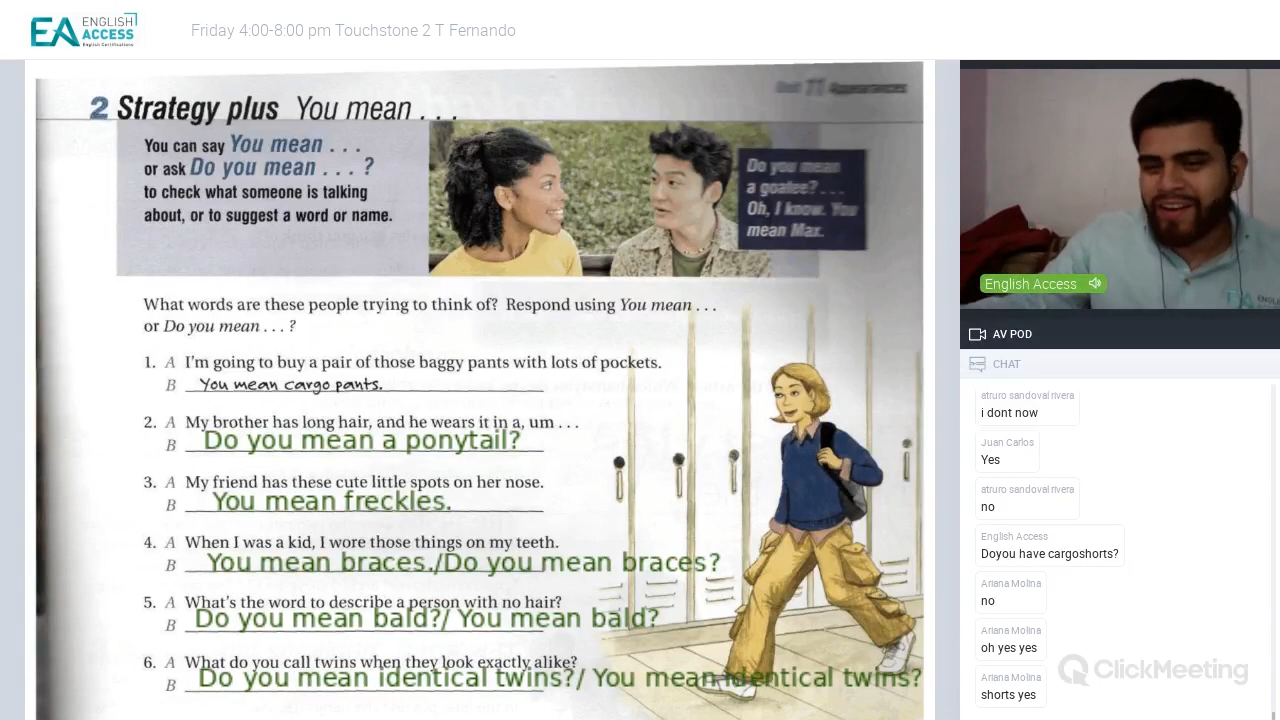 EA ENGLISH ACCESS
English Certifications
Friday 4:00-8:00 pm Touchstone 2 T Fernando
Unit 11 Appearances
2 Strategy plus You mean . . .
You can say You mean . . .
or ask Do you mean . . . ?
to check what someone is talking
about, or to suggest a word or name.
Do you mean
a goatee? . . .
Oh, I know. You
mean Max.
What words are these people trying to think of? Respond using You mean . . .
or Do you mean . . . ?
1. A I'm going to buy a pair of those baggy pants with lots of pockets.
B You mean cargo pants.
2. A My brother has long hair, and he wears it in a, um . . .
B Do you mean a ponytail?
3. A My friend has these cute little spots on her nose.
B You mean freckles.
4. A When I was a kid, I wore those things on my teeth.
B You mean braces./Do you mean braces?
5. A What's the word to describe a person with no hair?
B Do you mean bald?/ You mean bald?
6. A What do you call twins when they look exactly alike?
B Do you mean identical twins?/ You mean identical twins?
English Access
AV POD
CHAT
atruro sandoval rivera
i dont now
Juan Carlos
Yes
atruro sandoval rivera
no
English Access
Doyou have cargoshorts?
Ariana Molina
no
Ariana Molina
oh yes yes
Ariana Molina
shorts yes
ClickMeeting